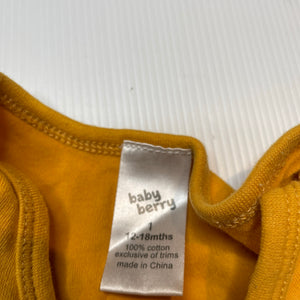 baby
berry
1
12-18mths
100% cotton
exclusive of trims
made in China